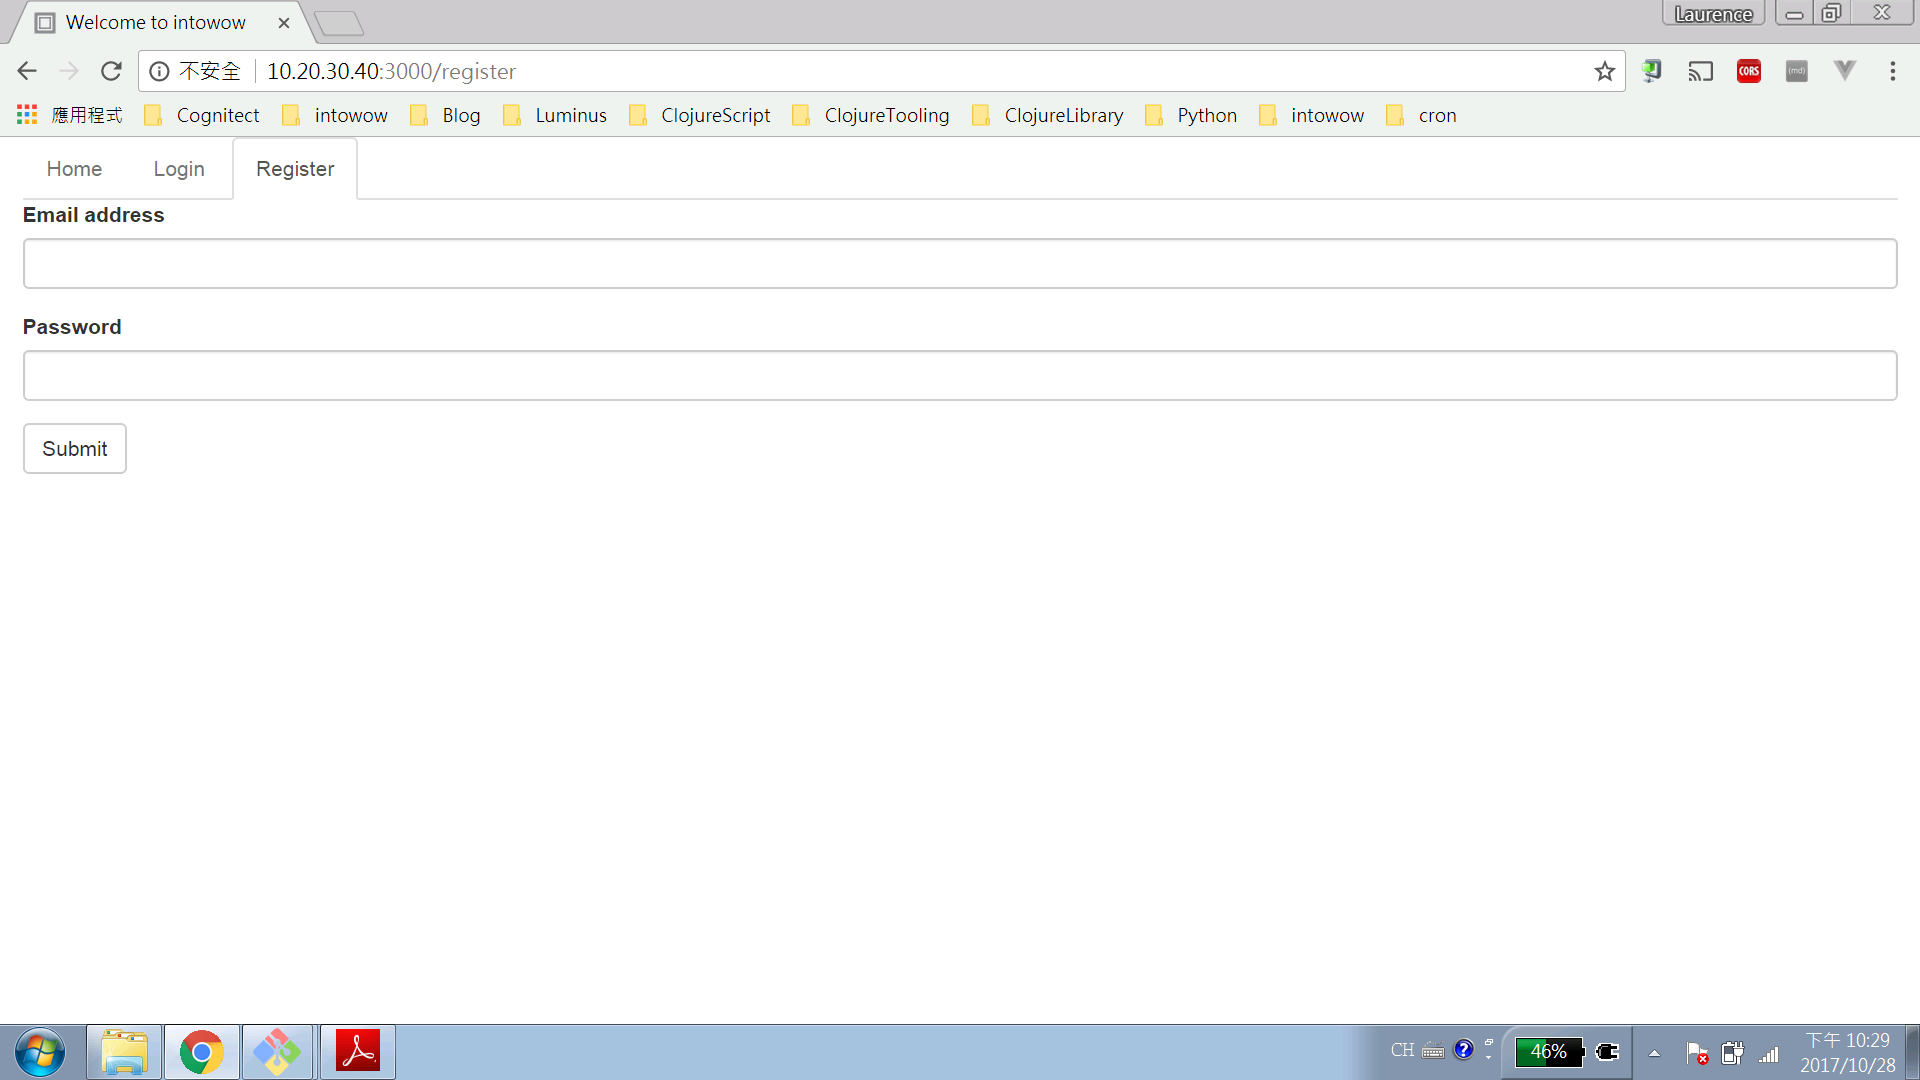 Welcome to intowow
Laurence
不安全 10.20.30.40:3000/register
CORS
(md)
應用程式 Cognitect intowow Blog Luminus ClojureScript ClojureTooling ClojureLibrary Python intowow cron
Home Login Register
Email address
Password
Submit
CH
46%
下午 10:29
2017/10/28